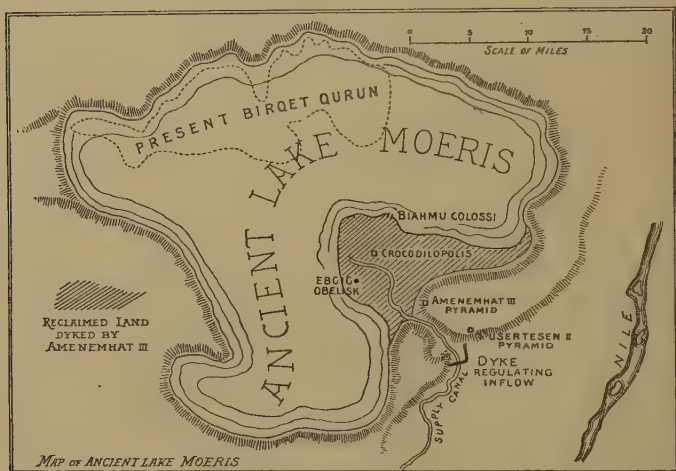 SCALE OF MILES
0 5 10 15 20
PRESENT BIRQET QURUN
ANCIENT LAKE MOERIS
BIAHMU COLOSSI
CROCODILOPOLIS
EBGIG
OBELISK
AMENEMHAT III
PYRAMID
USERTESEN II
PYRAMID
DYKE
REGULATING
INFLOW
SUPPLY CANAL
NILE
RECLAIMED LAND
DYKED BY
AMENEMHAT III
MAP OF ANCIENT LAKE MOERIS